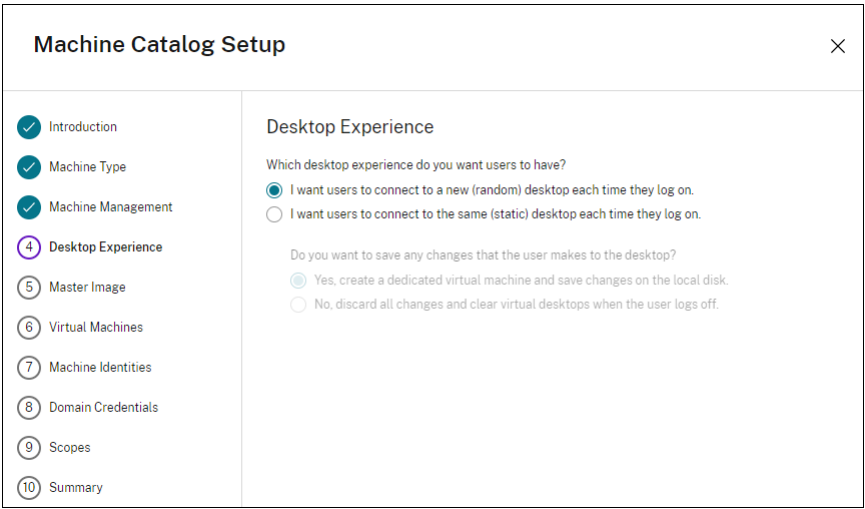 Machine Catalog Setup
Introduction
Machine Type
Machine Management
4 Desktop Experience
5 Master Image
6 Virtual Machines
7 Machine Identities
8 Domain Credentials
9 Scopes
10 Summary
Desktop Experience
Which desktop experience do you want users to have?
I want users to connect to a new (random) desktop each time they log on.
I want users to connect to the same (static) desktop each time they log on.
Do you want to save any changes that the user makes to the desktop?
Yes, create a dedicated virtual machine and save changes on the local disk.
No, discard all changes and clear virtual desktops when the user logs off.